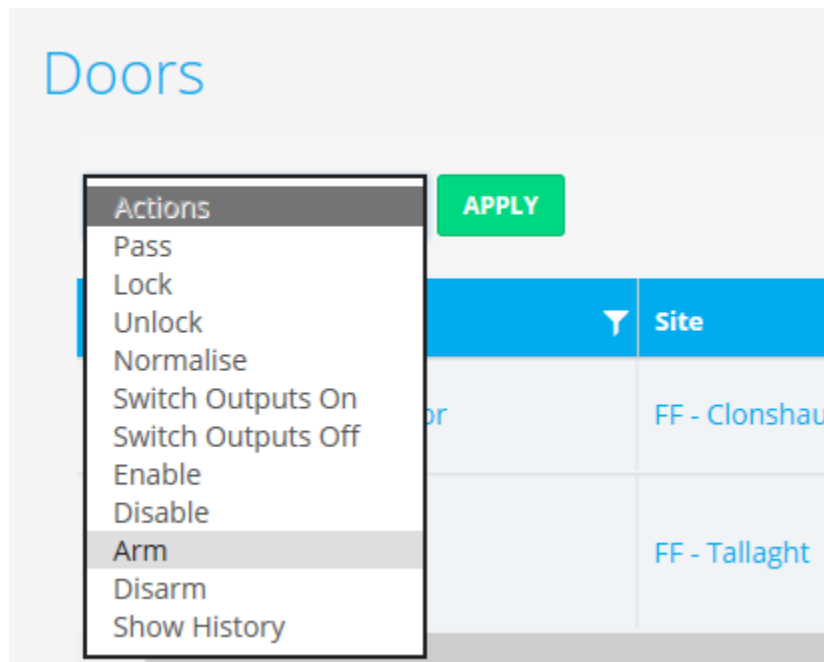 Doors
Actions
APPLY
Pass
Lock
Unlock
Normalise
Switch Outputs On
Switch Outputs Off
Enable
Disable
Arm
Disarm
Show History
Site
or
FF - Clonshau
FF - Tallaght